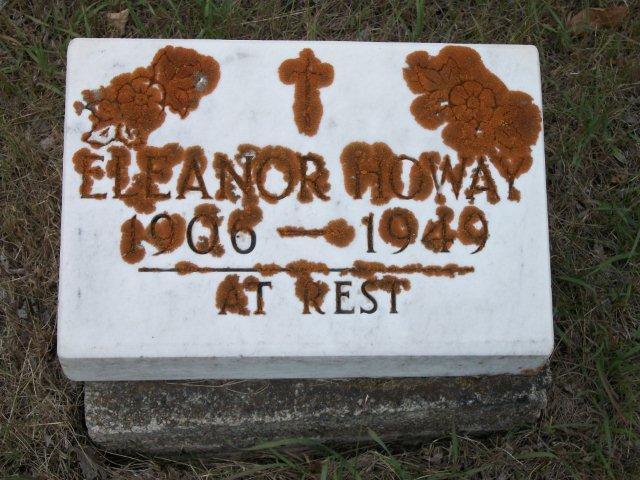 ELEANOR HOWAY
1906 — 1949
AT REST